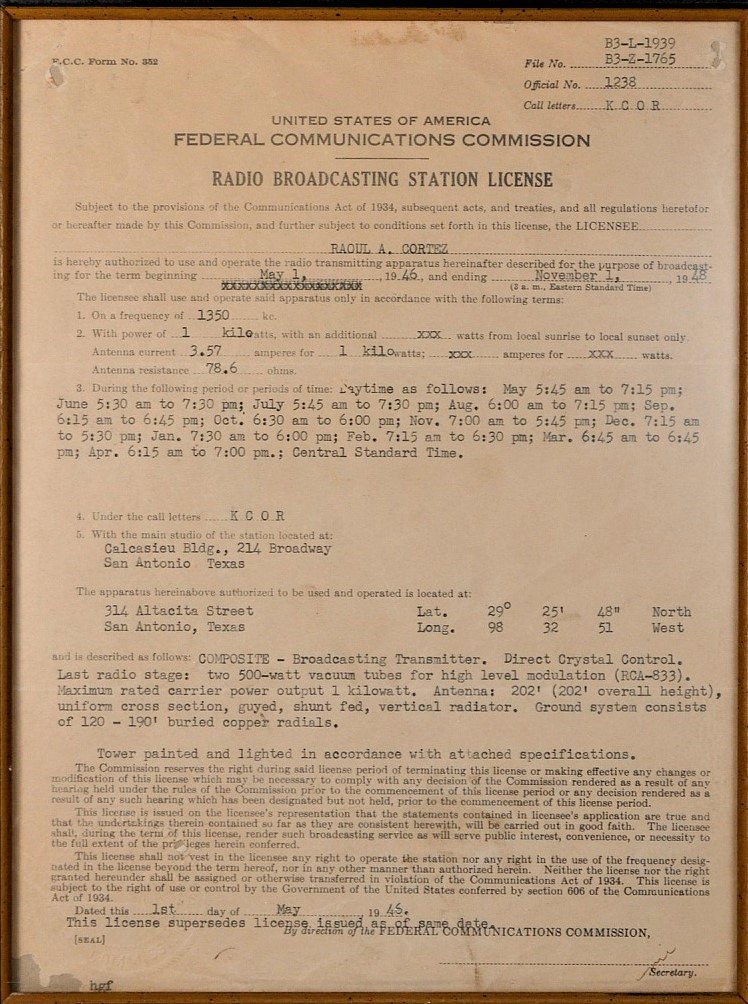 B3-L-1939
F.C.C. Form No. 352
File No. B3-Z-1765
Official No. 1238
Call letters K C O R
UNITED STATES OF AMERICA
FEDERAL COMMUNICATIONS COMMISSION
RADIO BROADCASTING STATION LICENSE
Subject to the provisions of the Communications Act of 1934, subsequent acts, and treaties, and all regulations heretofor
or hereafter made by this Commission, and further subject to conditions set forth in this license, the LICENSEE
RAOUL A. CORTEZ
is hereby authorized to use and operate the radio transmitting apparatus hereinafter described for the purpose of broadcast-
ing for the term beginning May 1, , 19 46, and ending November 1, , 19 48
XXXXXXXXXXXXXXXXXXXX (3 a. m., Eastern Standard Time)
The licensee shall use and operate said apparatus only in accordance with the following terms:
1. On a frequency of 1350 kc.
2. With power of 1 kilowatts, with an additional xxx watts from local sunrise to local sunset only
Antenna current 3.57 amperes for 1 kilowatts; xxx amperes for xxx watts.
Antenna resistance 78.6 ohms.
3. During the following period or periods of time: Daytime as follows: May 5:45 am to 7:15 pm;
June 5:30 am to 7:30 pm; July 5:45 am to 7:30 pm; Aug. 6:00 am to 7:15 pm; Sep.
6:15 am to 6:45 pm; Oct. 6:30 am to 6:00 pm; Nov. 7:00 am to 5:45 pm; Dec. 7:15 am
to 5:30 pm; Jan. 7:30 am to 6:00 pm; Feb. 7:15 am to 6:30 pm; Mar. 6:45 am to 6:45
pm; Apr. 6:15 am to 7:00 pm.; Central Standard Time.
4. Under the call letters K C O R
5. With the main studio of the station located at:
Calcasieu Bldg., 214 Broadway
San Antonio Texas
The apparatus hereinabove authorized to be used and operated is located at:
314 Altacita Street Lat. 29° 25' 48" North
San Antonio, Texas Long. 98 32 51 West
and is described as follows: COMPOSITE - Broadcasting Transmitter. Direct Crystal Control.
Last radio stage: two 500-watt vacuum tubes for high level modulation (RCA-833).
Maximum rated carrier power output 1 kilowatt. Antenna: 202' (202' overall height),
uniform cross section, guyed, shunt fed, vertical radiator. Ground system consists
of 120 - 190' buried copper radials.
Tower painted and lighted in accordance with attached specifications.
The Commission reserves the right during said license period of terminating this license or making effective any changes or
modification of this license which may be necessary to comply with any decision of the Commission rendered as a result of any
hearing held under the rules of the Commission prior to the commencement of this license period or any decision rendered as a
result of any such hearing which has been designated but not held, prior to the commencement of this license period.
This license is issued on the licensee's representation that the statements contained in licensee's application are true and
that the undertakings therein contained so far as they are consistent herewith, will be carried out in good faith. The licensee
shall, during the term of this license, render such broadcasting service as will serve public interest, convenience, or necessity to
the full extent of the privileges herein conferred.
This license shall not vest in the licensee any right to operate the station nor any right in the use of the frequency desig-
nated in the license beyond the term hereof, nor in any other manner than authorized herein. Neither the license nor the right
granted hereunder shall be assigned or otherwise transferred in violation of the Communications Act of 1934. This license is
subject to the right of use or control by the Government of the United States conferred by section 606 of the Communications
Act of 1934.
Dated this 1st day of May , 19 46.
This license supersedes license issued as of same date.
By direction of the FEDERAL COMMUNICATIONS COMMISSION,
[SEAL]
Secretary.
hgf